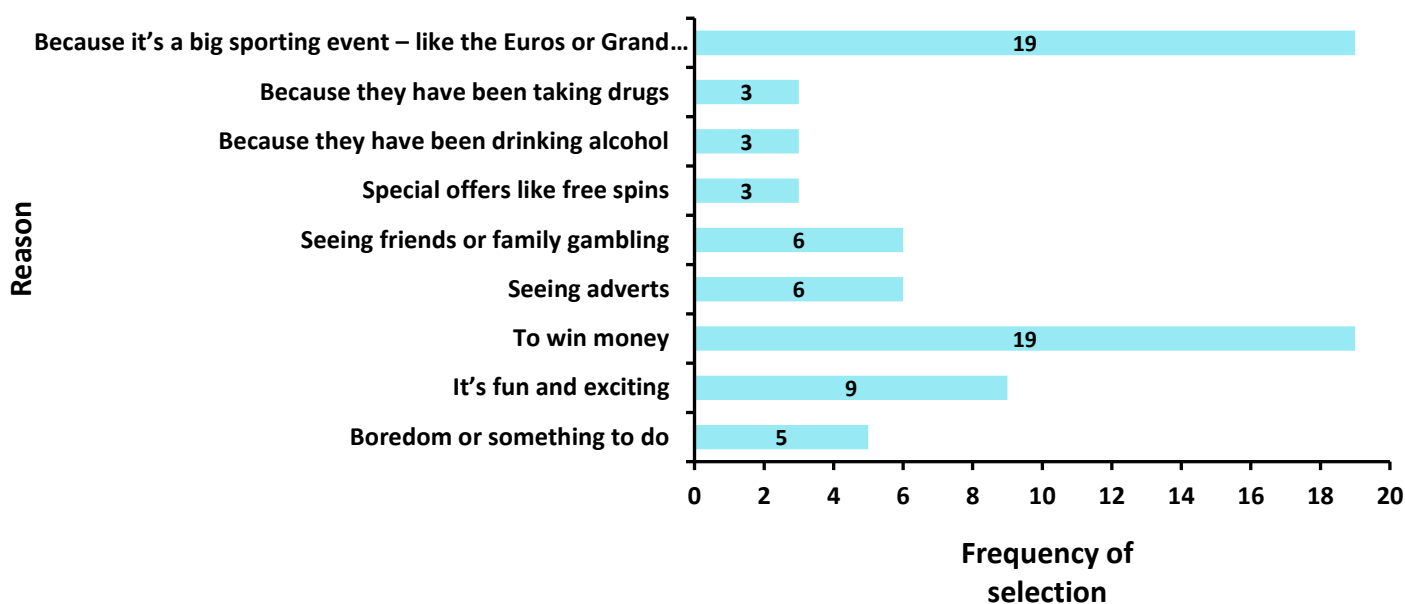 Because it’s a big sporting event – like the Euros or Grand…
19
Because they have been taking drugs
3
Because they have been drinking alcohol
3
Special offers like free spins
3
Seeing friends or family gambling
6
Seeing adverts
6
To win money
19
It’s fun and exciting
9
Boredom or something to do
5
Reason
0 2 4 6 8 10 12 14 16 18 20
Frequency of
selection